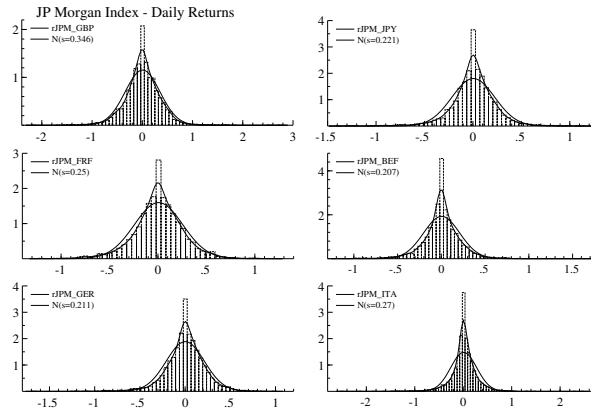 JP Morgan Index - Daily Returns
rJPM_GBP
N(s=0.346)
2
1
-2 -1 0 1 2 3
rJPM_JPY
N(s=0.221)
4
3
2
1
-1.5 -1 -.5 0 .5 1
rJPM_FRF
N(s=0.25)
3
2
1
-1 -.5 0 .5 1
rJPM_BEF
N(s=0.207)
4
2
-1 -.5 0 .5 1 1.5
rJPM_GER
N(s=0.211)
4
3
2
1
-1.5 -1 -.5 0 .5 1
rJPM_ITA
N(s=0.27)
4
3
2
1
-2 -1 0 1 2